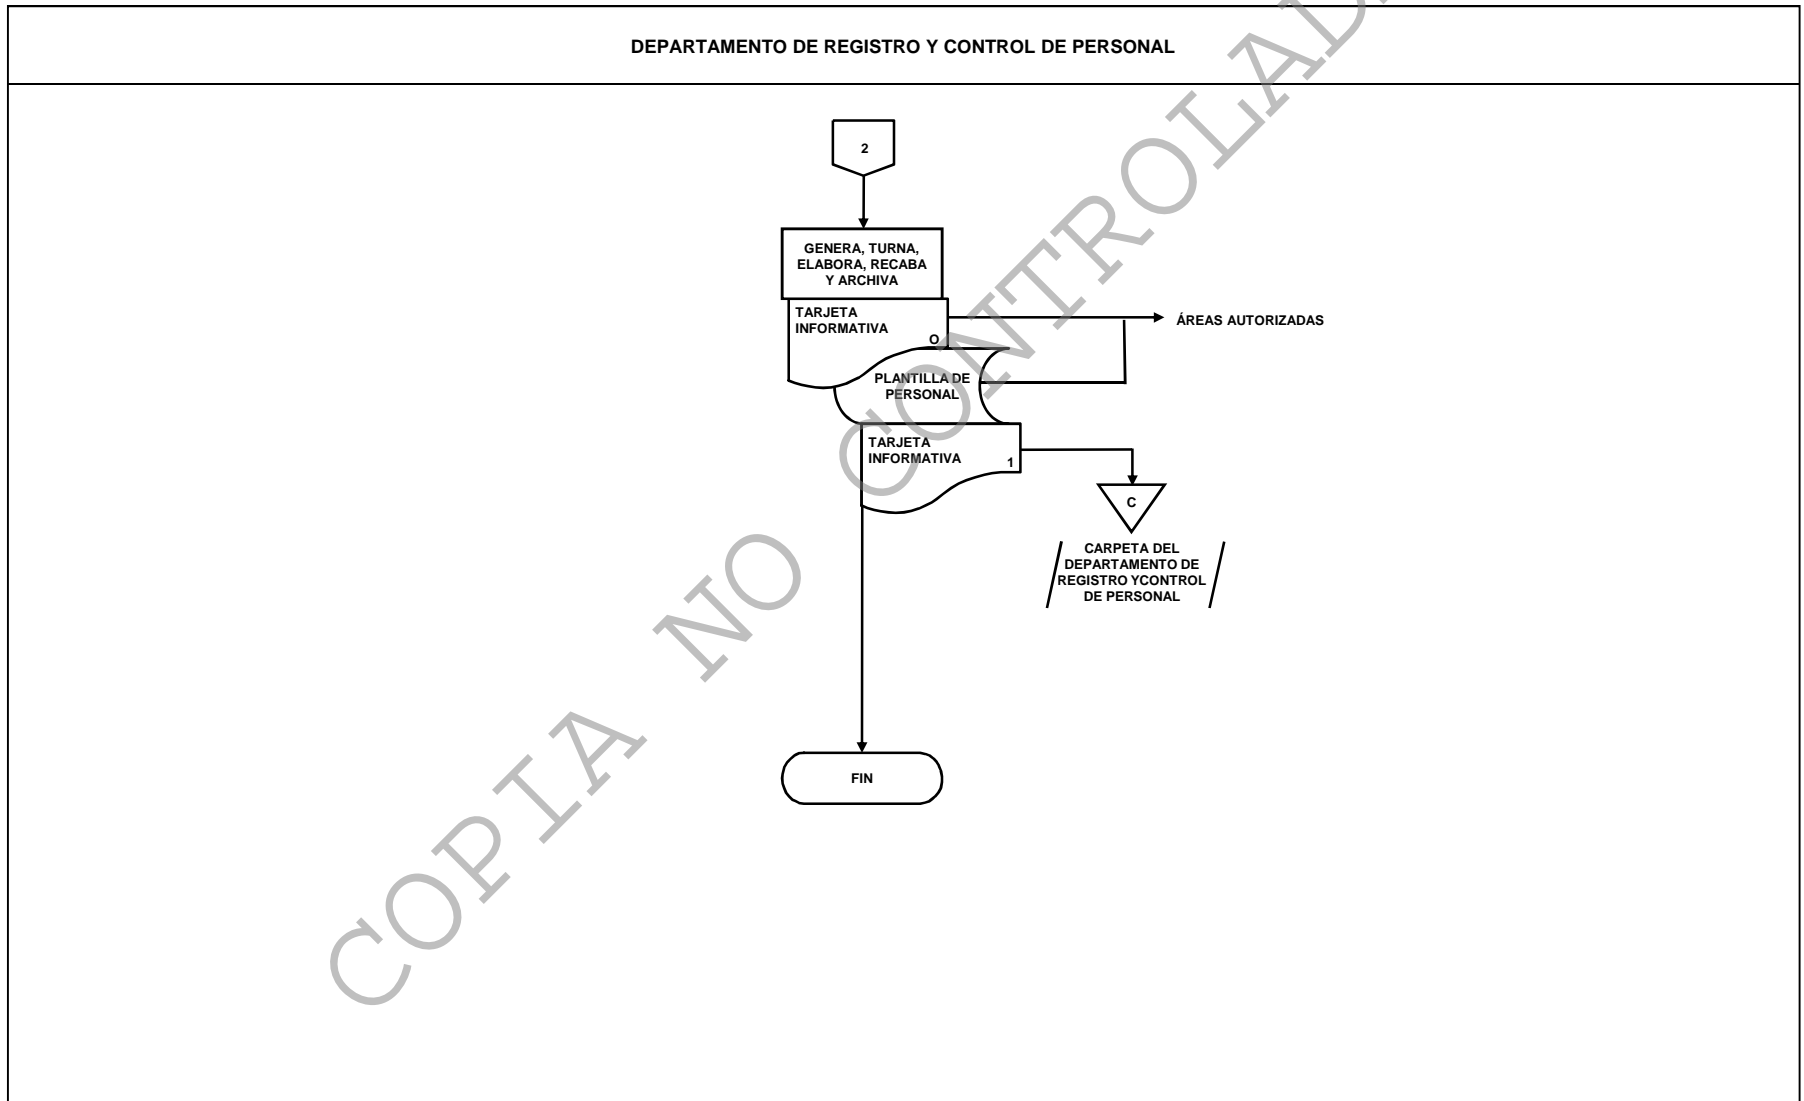 DEPARTAMENTO DE REGISTRO Y CONTROL DE PERSONAL
2
GENERA, TURNA,
ELABORA, RECABA
Y ARCHIVA
TARJETA
INFORMATIVA
O
ÁREAS AUTORIZADAS
PLANTILLA DE
PERSONAL
TARJETA
INFORMATIVA
1
C
CARPETA DEL
DEPARTAMENTO DE
REGISTRO YCONTROL
DE PERSONAL
FIN
COPIA NO CONTROLAD